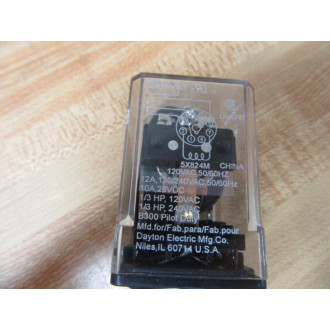 5X824M CHINA
120VAC, 50/60HZ
12A, 120/240VAC, 50/60HZ
10A, 28VDC
1/3 HP, 120VAC
1/3 HP, 240VAC
B300 Pilot Duty
Mfd.for/Fab.para/Fab.pour
Dayton Electric Mfg.Co.
Niles,IL 60714 U.S.A.